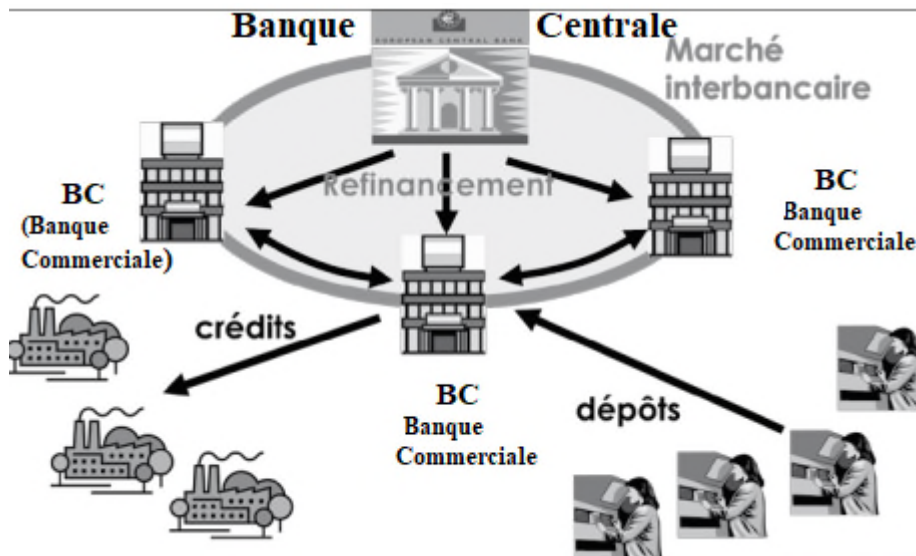 Banque Centrale
EUROPEAN CENTRAL BANK
Marché
interbancaire
Refinancement
BC
(Banque
Commerciale)
BC
Banque
Commerciale
crédits
BC
Banque
Commerciale
dépôts